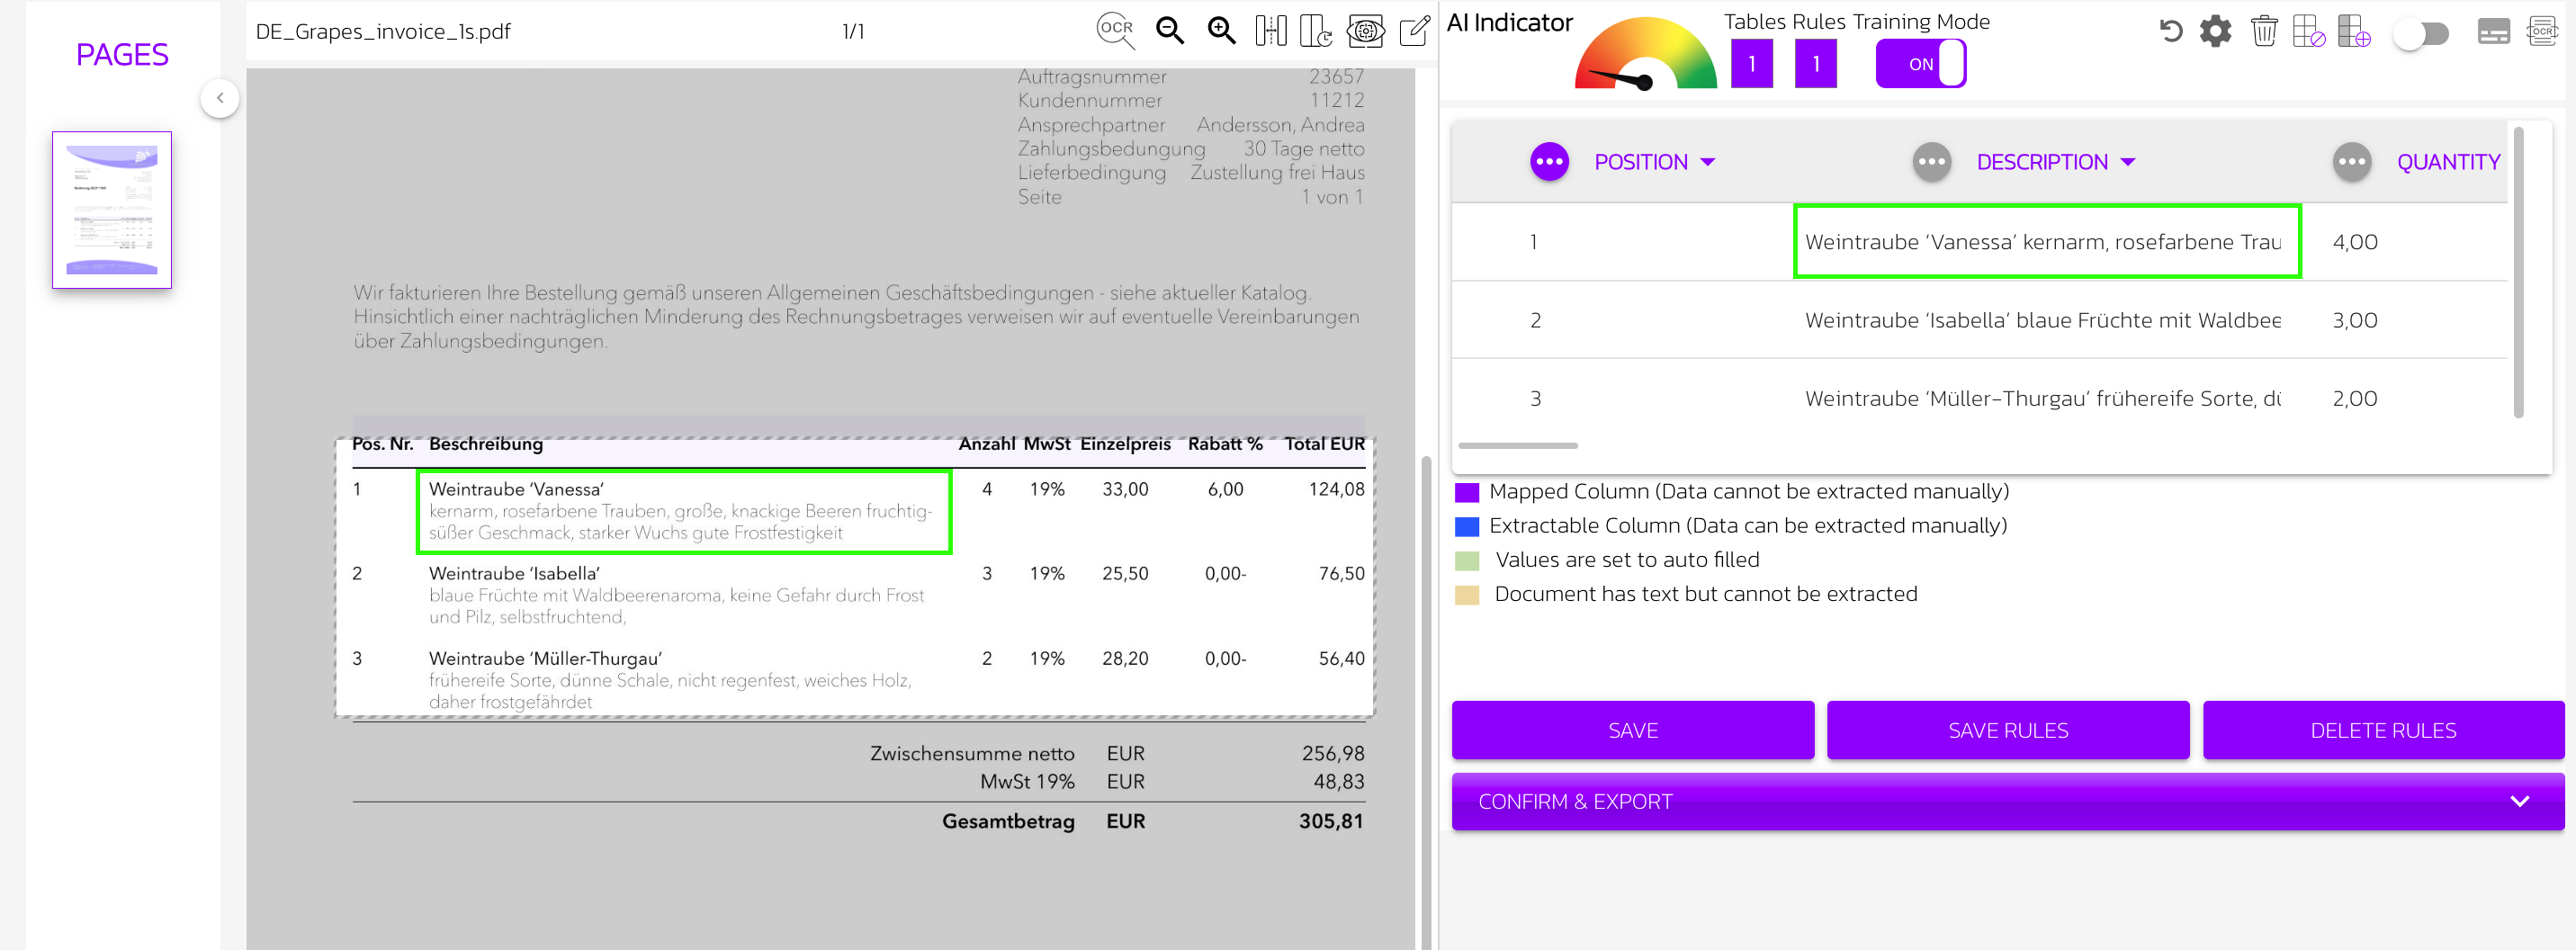 PAGES
DE_Grapes_invoice_1s.pdf
1/1
OCR
Auftragsnummer 23657
Kundennummer 11212
Ansprechpartner Andersson, Andrea
Zahlungsbedungung 30 Tage netto
Lieferbedingung Zustellung frei Haus
Seite 1 von 1
Wir fakturieren Ihre Bestellung gemäß unseren Allgemeinen Geschäftsbedingungen - siehe aktueller Katalog.
Hinsichtlich einer nachträglichen Minderung des Rechnungsbetrages verweisen wir auf eventuelle Vereinbarungen
über Zahlungsbedingungen.
Pos. Nr. Beschreibung Anzahl MwSt Einzelpreis Rabatt % Total EUR
1 Weintraube ‘Vanessa’ 4 19% 33,00 6,00 124,08
kernarm, rosefarbene Trauben, große, knackige Beeren fruchtig-
süßer Geschmack, starker Wuchs gute Frostfestigkeit
2 Weintraube ‘Isabella’ 3 19% 25,50 0,00- 76,50
blaue Früchte mit Waldbeerenaroma, keine Gefahr durch Frost
und Pilz, selbstfruchtend,
3 Weintraube ‘Müller-Thurgau’ 2 19% 28,20 0,00- 56,40
frühereife Sorte, dünne Schale, nicht regenfest, weiches Holz,
daher frostgefährdet
Zwischensumme netto EUR 256,98
MwSt 19% EUR 48,83
Gesamtbetrag EUR 305,81
AI Indicator
Tables Rules Training Mode
1 1 ON
OCR
POSITION DESCRIPTION QUANTITY
1 Weintraube ‘Vanessa’ kernarm, rosefarbene Trau 4,00
2 Weintraube ‘Isabella’ blaue Früchte mit Waldbee 3,00
3 Weintraube ‘Müller-Thurgau’ frühereife Sorte, dü 2,00
Mapped Column (Data cannot be extracted manually)
Extractable Column (Data can be extracted manually)
Values are set to auto filled
Document has text but cannot be extracted
SAVE SAVE RULES DELETE RULES
CONFIRM & EXPORT